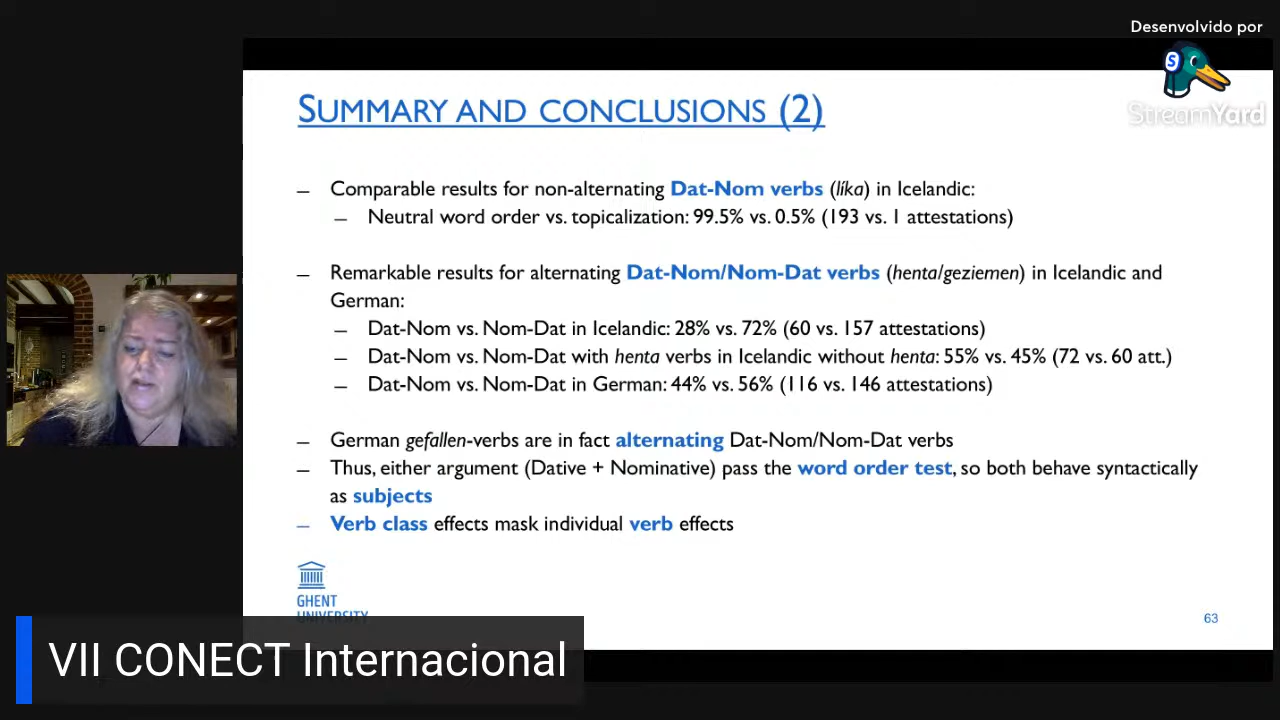 Desenvolvido por
StreamYard
SUMMARY AND CONCLUSIONS (2)
– Comparable results for non-alternating Dat-Nom verbs (líka) in Icelandic:
– Neutral word order vs. topicalization: 99.5% vs. 0.5% (193 vs. 1 attestations)
– Remarkable results for alternating Dat-Nom/Nom-Dat verbs (henta/geziemen) in Icelandic and
German:
– Dat-Nom vs. Nom-Dat in Icelandic: 28% vs. 72% (60 vs. 157 attestations)
– Dat-Nom vs. Nom-Dat with henta verbs in Icelandic without henta: 55% vs. 45% (72 vs. 60 att.)
– Dat-Nom vs. Nom-Dat in German: 44% vs. 56% (116 vs. 146 attestations)
– German gefallen-verbs are in fact alternating Dat-Nom/Nom-Dat verbs
– Thus, either argument (Dative + Nominative) pass the word order test, so both behave syntactically
as subjects
– Verb class effects mask individual verb effects
GHENT
UNIVERSITY
63
VII CONECT Internacional